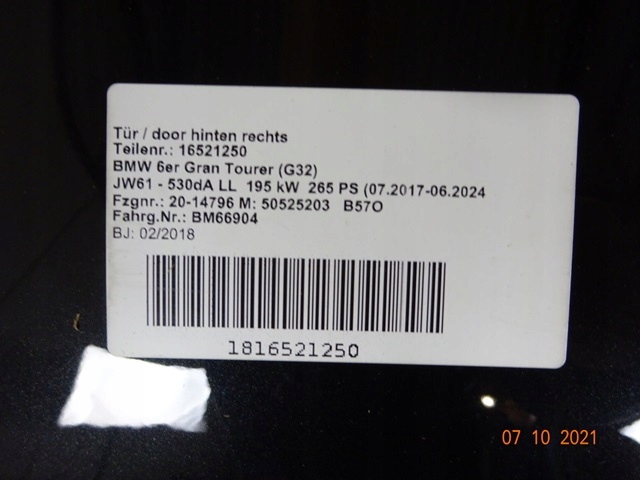 Tür / door hinten rechts
Teilenr.: 16521250
BMW 6er Gran Tourer (G32)
JW61 - 530dA LL 195 kW 265 PS (07.2017-06.2024
Fzgnr.: 20-14796 M: 50525203 B57O
Fahrg.Nr.: BM66904
BJ: 02/2018
1816521250
07 10 2021